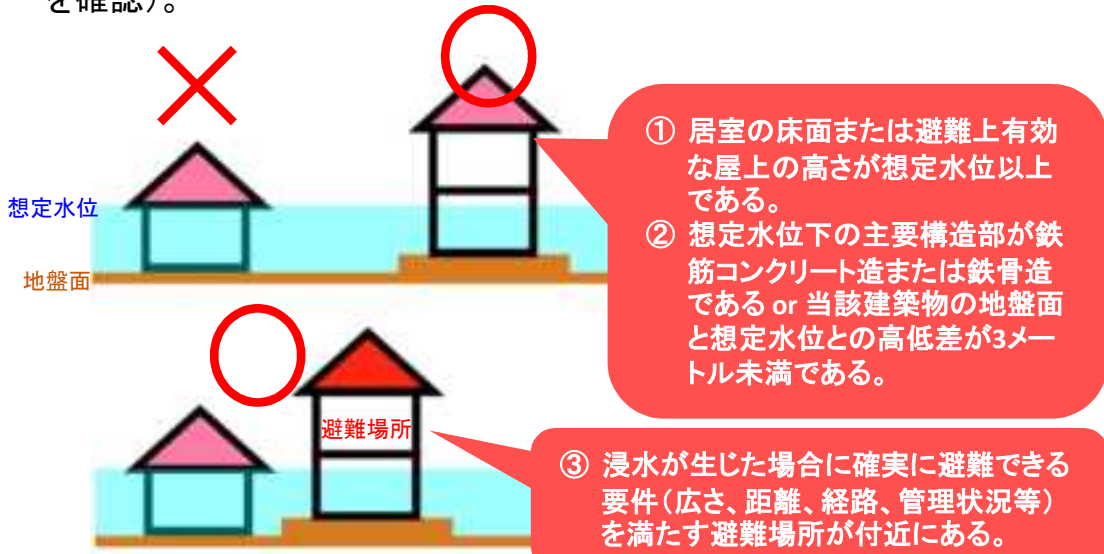 を確認)。
① 居室の床面または避難上有効
な屋上の高さが想定水位以上
である。
② 想定水位下の主要構造部が鉄
筋コンクリート造または鉄骨造
である or 当該建築物の地盤面
と想定水位との高低差が3メー
トル未満である。
想定水位
地盤面
避難場所
③ 浸水が生じた場合に確実に避難できる
要件(広さ、距離、経路、管理状況等)
を満たす避難場所が付近にある。